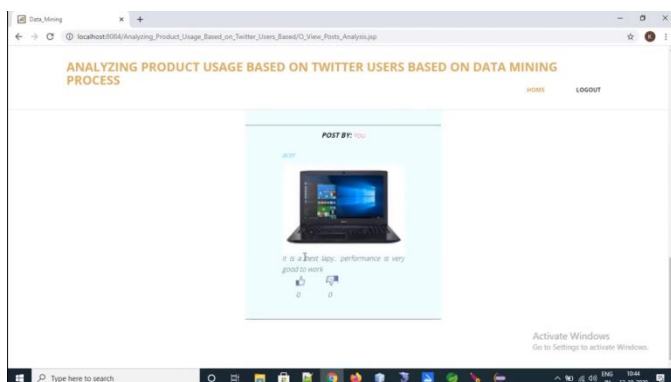 Data_Mining
localhost:8084/Analyzing_Product_Usage_Based_on_Twitter_Users_Based/O_View_Posts_Analysis.jsp
K
ANALYZING PRODUCT USAGE BASED ON TWITTER USERS BASED ON DATA MINING
PROCESS
HOME LOGOUT
POST BY: YOU
acer
it is a best lapy.. performance is very
good to work
0 0
Activate Windows
Go to Settings to activate Windows.
Type here to search
ENG 10:44